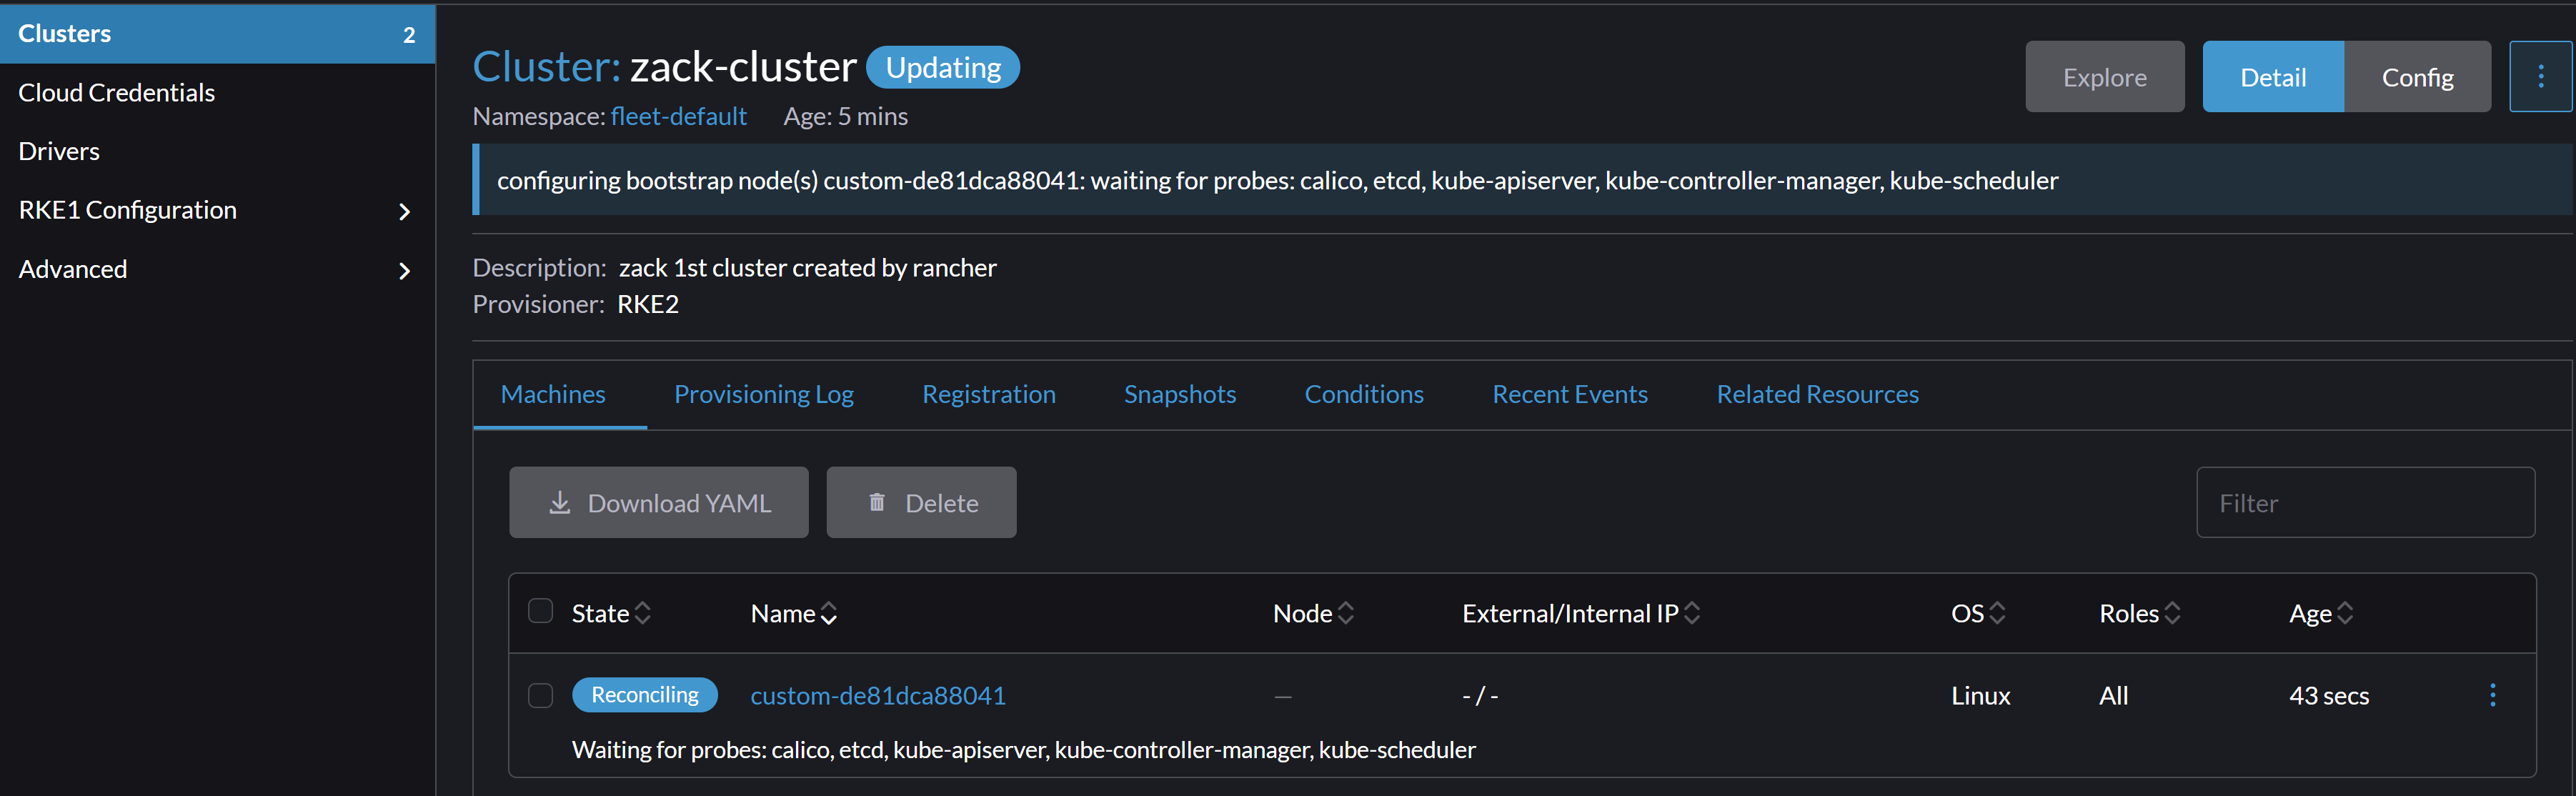 Clusters 2
Cloud Credentials
Drivers
RKE1 Configuration
Advanced
Cluster: zack-cluster Updating
Namespace: fleet-default Age: 5 mins
Explore Detail Config
configuring bootstrap node(s) custom-de81dca88041: waiting for probes: calico, etcd, kube-apiserver, kube-controller-manager, kube-scheduler
Description: zack 1st cluster created by rancher
Provisioner: RKE2
Machines Provisioning Log Registration Snapshots Conditions Recent Events Related Resources
Download YAML Delete Filter
State Name Node External/Internal IP OS Roles Age
Reconciling custom-de81dca88041 — - / - Linux All 43 secs
Waiting for probes: calico, etcd, kube-apiserver, kube-controller-manager, kube-scheduler